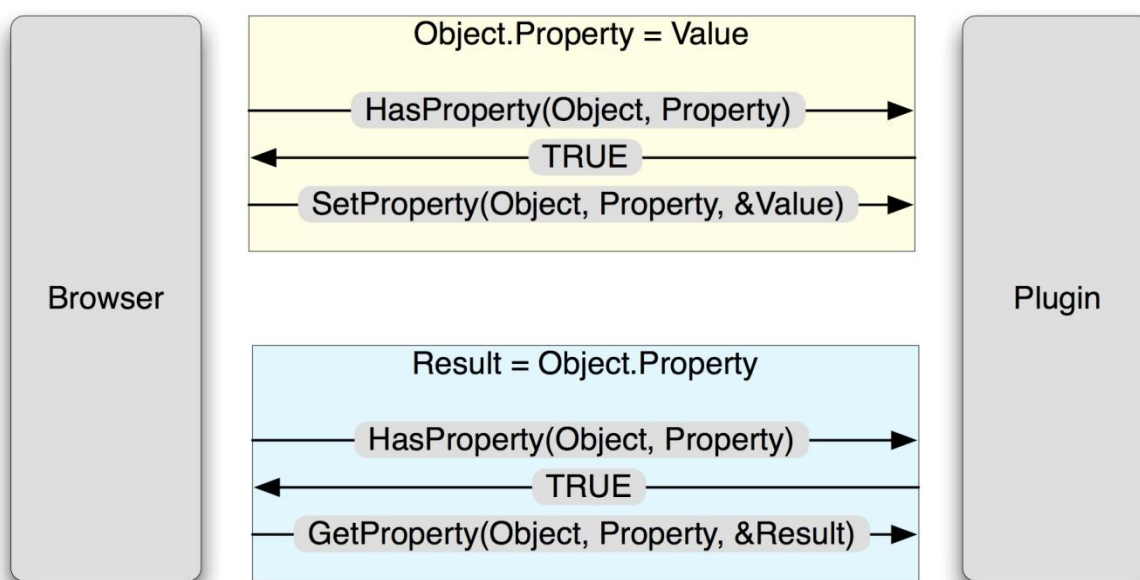 Object.Property = Value
HasProperty(Object, Property)
TRUE
SetProperty(Object, Property, &Value)
Browser
Plugin
Result = Object.Property
HasProperty(Object, Property)
TRUE
GetProperty(Object, Property, &Result)